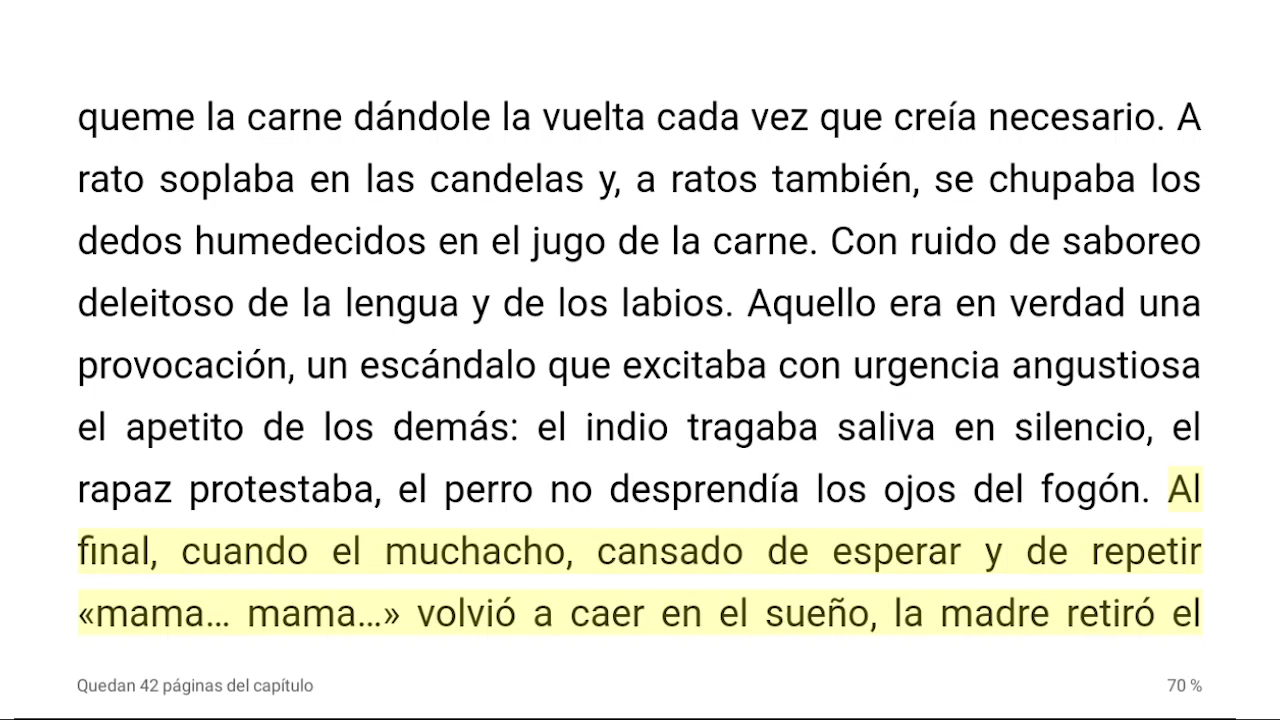 queme la carne dándole la vuelta cada vez que creía necesario. A
rato soplaba en las candelas y, a ratos también, se chupaba los
dedos humedecidos en el jugo de la carne. Con ruido de saboreo
deleitoso de la lengua y de los labios. Aquello era en verdad una
provocación, un escándalo que excitaba con urgencia angustiosa
el apetito de los demás: el indio tragaba saliva en silencio, el
rapaz protestaba, el perro no desprendía los ojos del fogón. Al
final, cuando el muchacho, cansado de esperar y de repetir
«mama… mama…» volvió a caer en el sueño, la madre retiró el
Quedan 42 páginas del capítulo
70 %